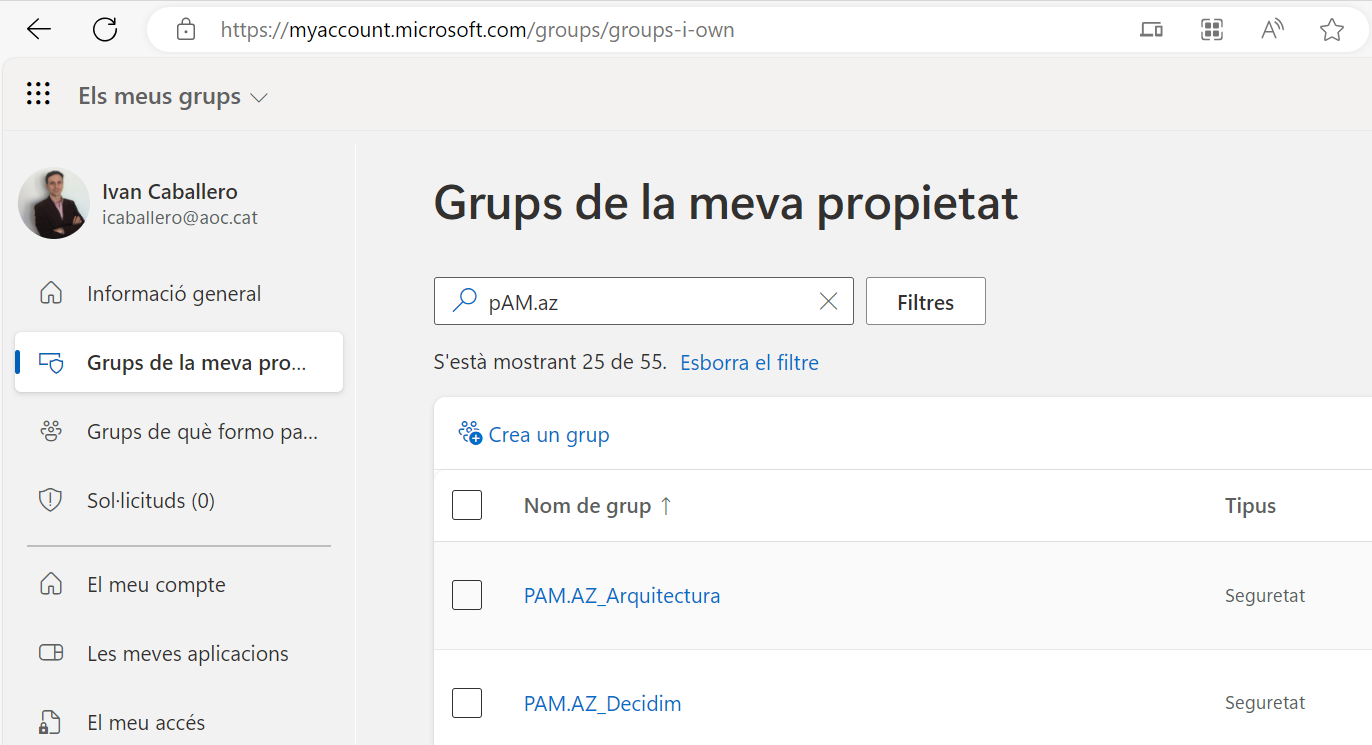 https://myaccount.microsoft.com/groups/groups-i-own
Els meus grups
Ivan Caballero
icaballero@aoc.cat
Informació general
Grups de la meva pro...
Grups de què formo pa...
Sol·licituds (0)
El meu compte
Les meves aplicacions
El meu accés
Grups de la meva propietat
pAM.az
Filtres
S'està mostrant 25 de 55. Esborra el filtre
Crea un grup
Nom de grup ↑ Tipus
PAM.AZ_Arquitectura Seguretat
PAM.AZ_Decidim Seguretat